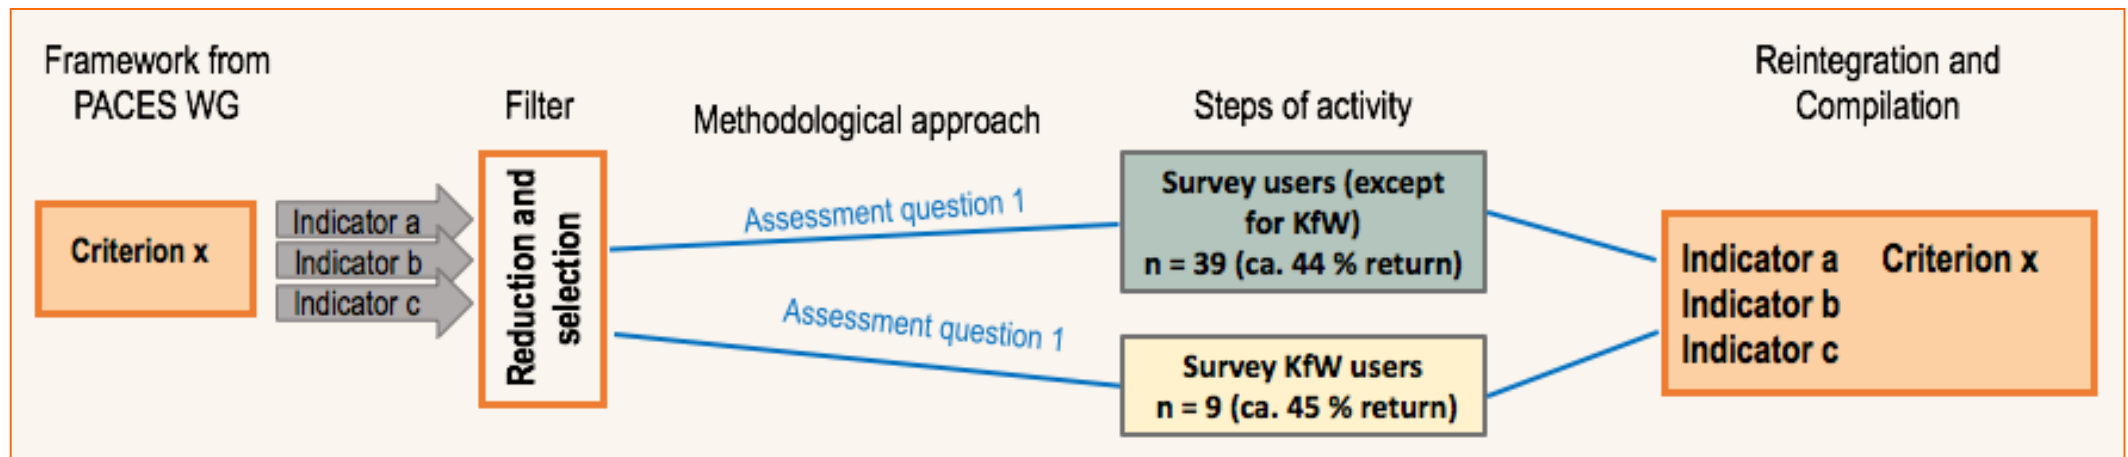 Framework from
PACES WG
Filter
Methodological approach
Steps of activity
Reintegration and
Compilation
Criterion x
Indicator a
Indicator b
Indicator c
Reduction and
selection
Assessment question 1
Assessment question 1
Survey users (except
for KfW)
n = 39 (ca. 44 % return)
Survey KfW users
n = 9 (ca. 45 % return)
Indicator a Criterion x
Indicator b
Indicator c